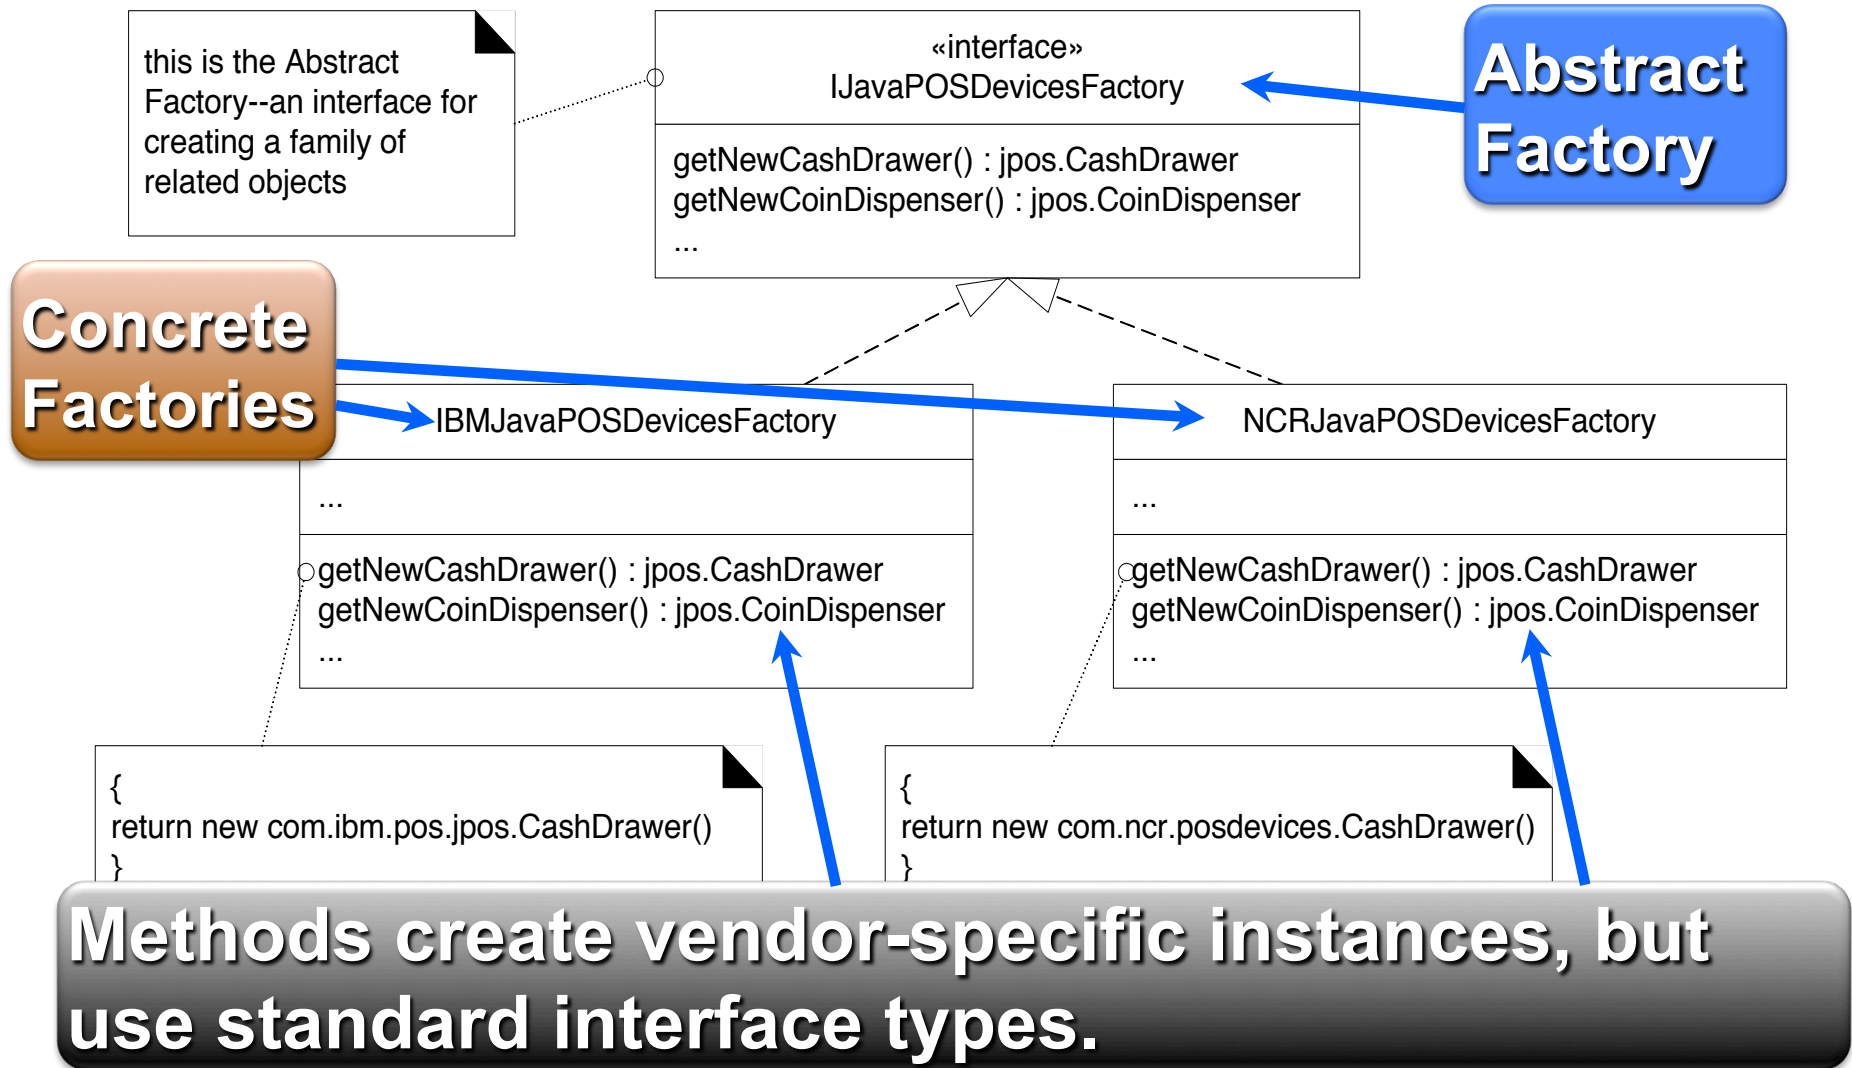 this is the Abstract
Factory--an interface for
creating a family of
related objects
«interface»
IJavaPOSDevicesFactory
getNewCashDrawer() : jpos.CashDrawer
getNewCoinDispenser() : jpos.CoinDispenser
...
Abstract
Factory
Concrete
Factories
IBMJavaPOSDevicesFactory
...
getNewCashDrawer() : jpos.CashDrawer
getNewCoinDispenser() : jpos.CoinDispenser
...
NCRJavaPOSDevicesFactory
...
getNewCashDrawer() : jpos.CashDrawer
getNewCoinDispenser() : jpos.CoinDispenser
...
{
return new com.ibm.pos.jpos.CashDrawer()
}
{
return new com.ncr.posdevices.CashDrawer()
}
Methods create vendor-specific instances, but
use standard interface types.